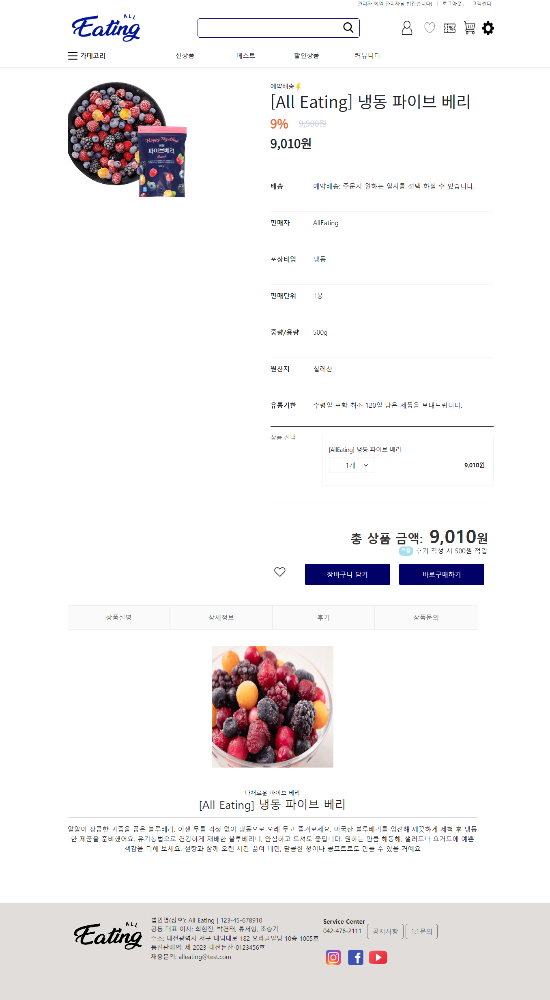 관리자 회원 관리자님 반갑습니다! 로그아웃 고객센터
ALL
Eating
카테고리 신상품 베스트 할인상품 커뮤니티
예약배송
[All Eating] 냉동 파이브 베리
9% 9,900원
9,010원
Happy Together
냉동
파이브베리
Mixed
500 g
배송 예약배송: 주문시 원하는 일자를 선택 하실 수 있습니다.
판매자 AllEating
포장타입 냉동
판매단위 1봉
중량/용량 500g
원산지 칠레산
유통기한 수령일 포함 최소 120일 남은 제품을 보내드립니다.
상품 선택
[AllEating] 냉동 파이브 베리
1개 9,010원
총 상품 금액: 9,010원
적립 후기 작성 시 500원 적립
장바구니 담기 바로구매하기
상품설명 상세정보 후기 상품문의
다채로운 파이브 베리
[All Eating] 냉동 파이브 베리
알알이 상큼한 과즙을 품은 블루베리. 이젠 무를 걱정 없이 냉동으로 오래 두고 즐겨보세요. 미국산 블루베리를 엄선해 깨끗하게 세척 후 냉동
한 제품을 준비했어요. 유기농법으로 건강하게 재배한 블루베리니, 안심하고 드셔도 좋답니다. 원하는 만큼 해동해, 샐러드나 요거트에 예쁜
색감을 더해 보세요. 설탕과 함께 오랜 시간 끓여 내면, 달콤한 청이나 콩포트로도 만들 수 있을 거예요
ALL
Eating
법인명(상호): All Eating | 123-45-678910
공동 대표 이사: 최현진, 박건태, 류서형, 조승기
주소: 대전광역시 서구 대덕대로 182 오라클빌딩 10층 1005호
통신판매업: 제 2023-대전둔산-0123456호
채용문의: alleating@test.com
Service Center
042-476-2111 공지사항 1:1문의